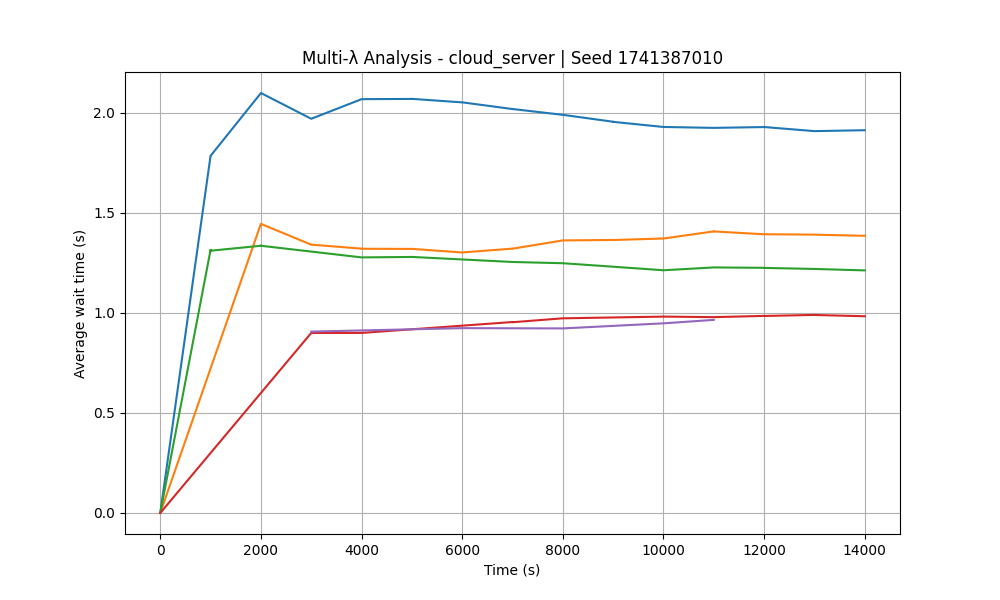 Multi-λ Analysis - cloud_server | Seed 1741387010
Average wait time (s)
2.0
1.5
1.0
0.5
0.0
0 2000 4000 6000 8000 10000 12000 14000
Time (s)